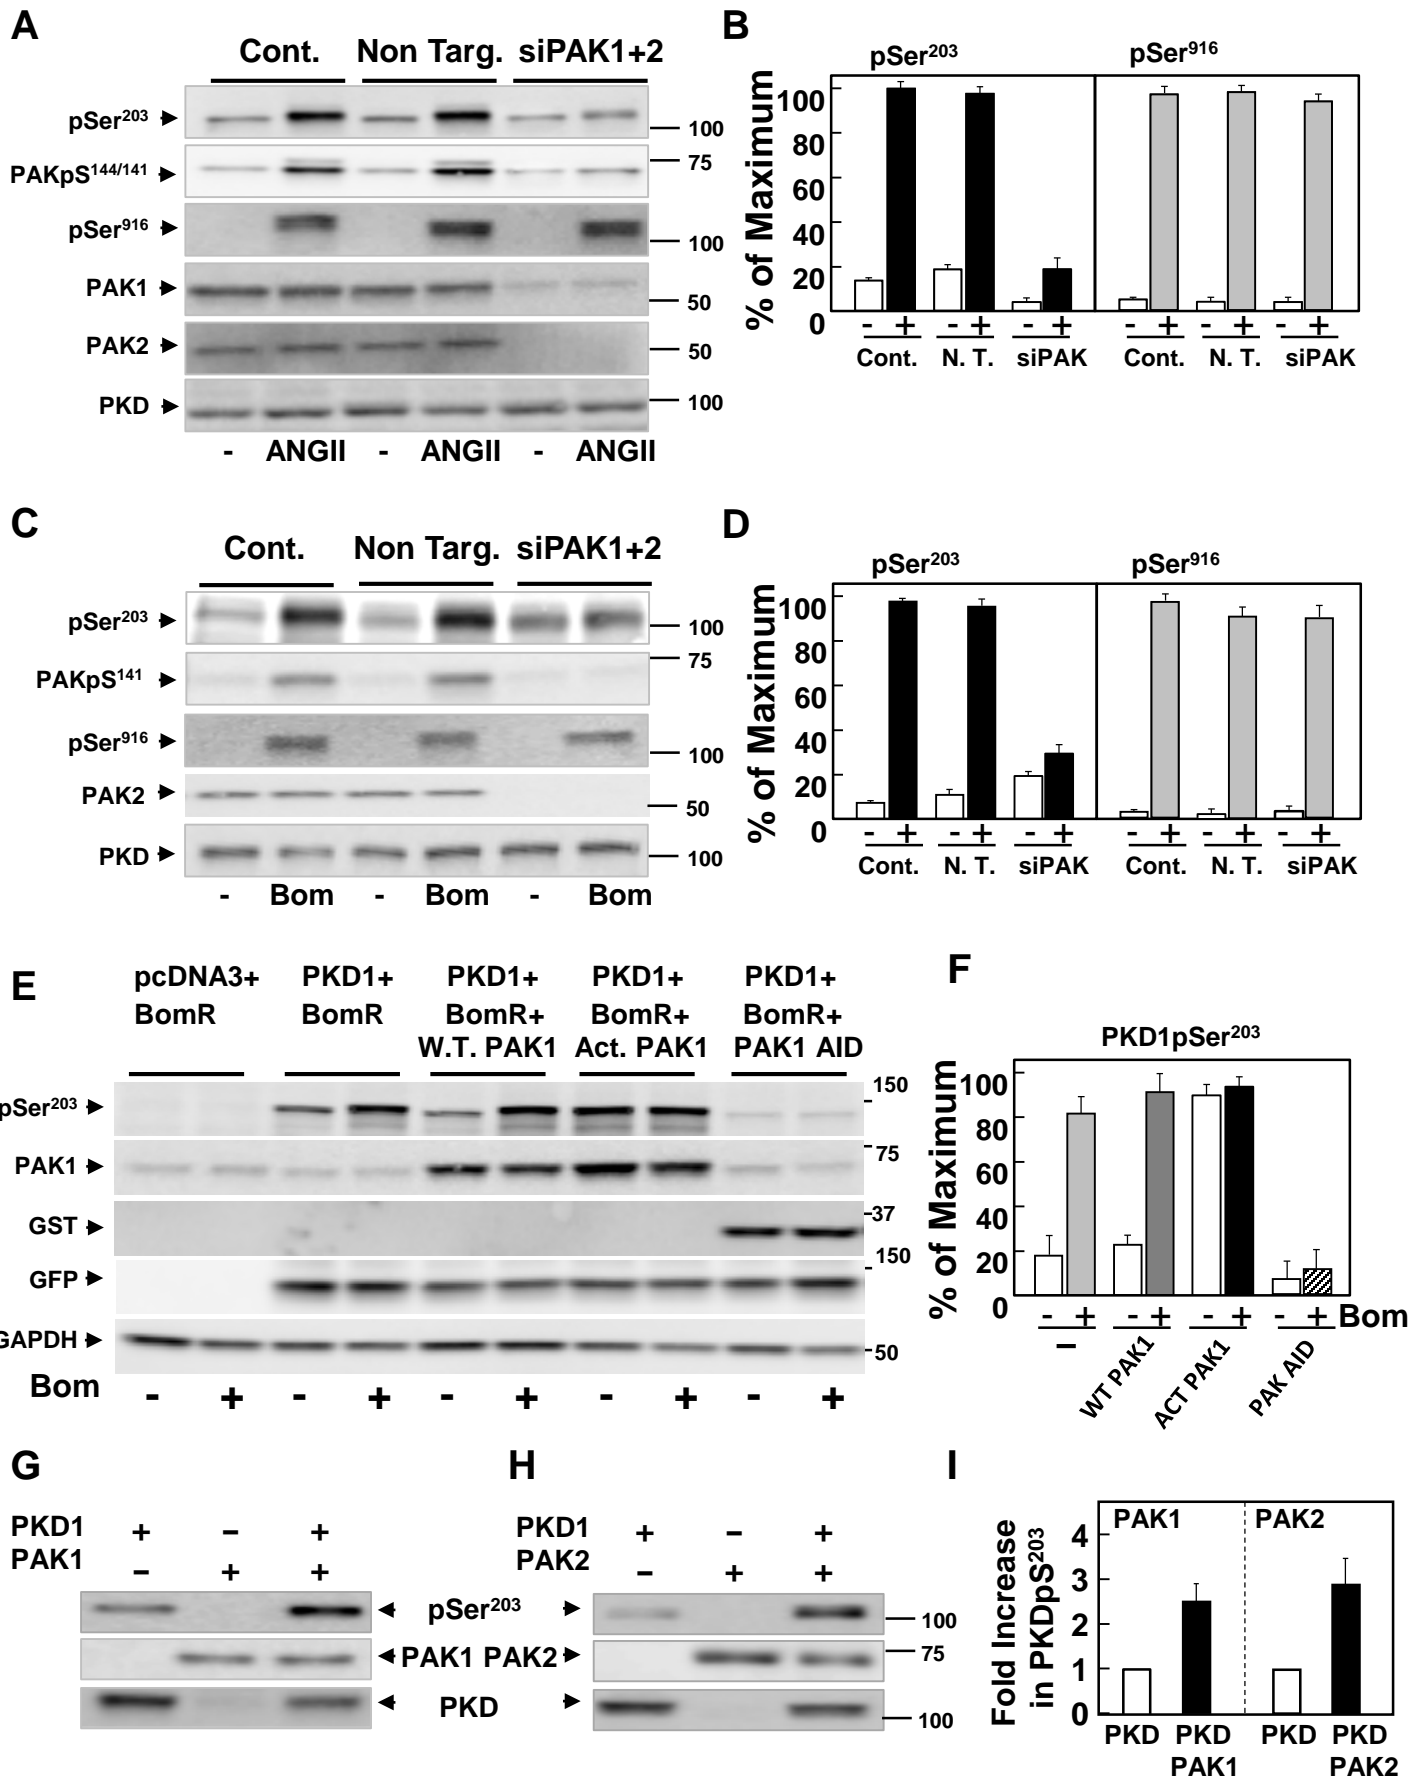 A
Cont. Non Targ. siPAK1+2
pSer²⁰³
100
PAKpS¹⁴⁴/¹⁴¹
75
pSer⁹¹⁶
100
PAK1
50
PAK2
50
PKD
100
- ANGII - ANGII - ANGII
B
pSer²⁰³ pSer⁹¹⁶
% of Maximum
100
80
60
40
20
0
- + - + - + - + - + - +
Cont. N. T. siPAK Cont. N. T. siPAK
C
Cont. Non Targ. siPAK1+2
pSer²⁰³
100
PAKpS¹⁴¹
75
pSer⁹¹⁶
100
PAK2
50
PKD
100
- Bom - Bom - Bom
D
pSer²⁰³ pSer⁹¹⁶
% of Maximum
100
80
60
40
20
0
- + - + - + - + - + - +
Cont. N. T. siPAK Cont. N. T. siPAK
E
pcDNA3+ PKD1+ PKD1+ PKD1+ PKD1+
BomR BomR BomR+ BomR+ BomR+
W.T. PAK1 Act. PAK1 PAK1 AID
pSer²⁰³
150
PAK1
75
GST
37
GFP
150
GAPDH
50
Bom - + - + - + - + - +
F
PKD1pSer²⁰³
% of Maximum
100
80
60
40
20
0
- + - + - + - + Bom
–
WT PAK1
ACT PAK1
PAK AID
G
PKD1 + – +
PAK1 – + +
H
PKD1 + – +
PAK2 – + +
pSer²⁰³
100
PAK1 PAK2
75
PKD
100
I
Fold Increase
in PKDpS²⁰³
PAK1 PAK2
4
3
2
1
0
PKD PKD PKD PKD
PAK1 PAK2